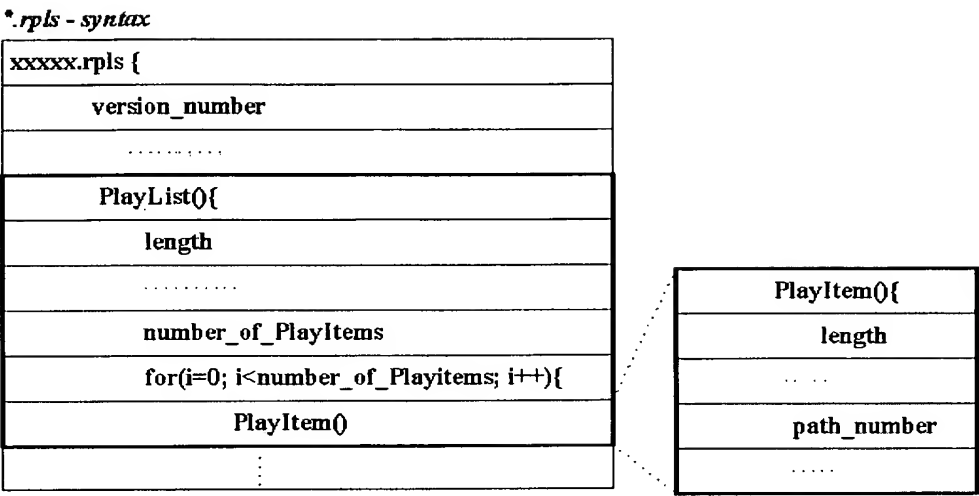 *.rpls - syntax
xxxxx.rpls {
version_number
..........
PlayList(){
length
..........
number_of_PlayItems
for(i=0; i<number_of_Playitems; i++){
PlayItem()
PlayItem(){
length
.....
path_number
.....